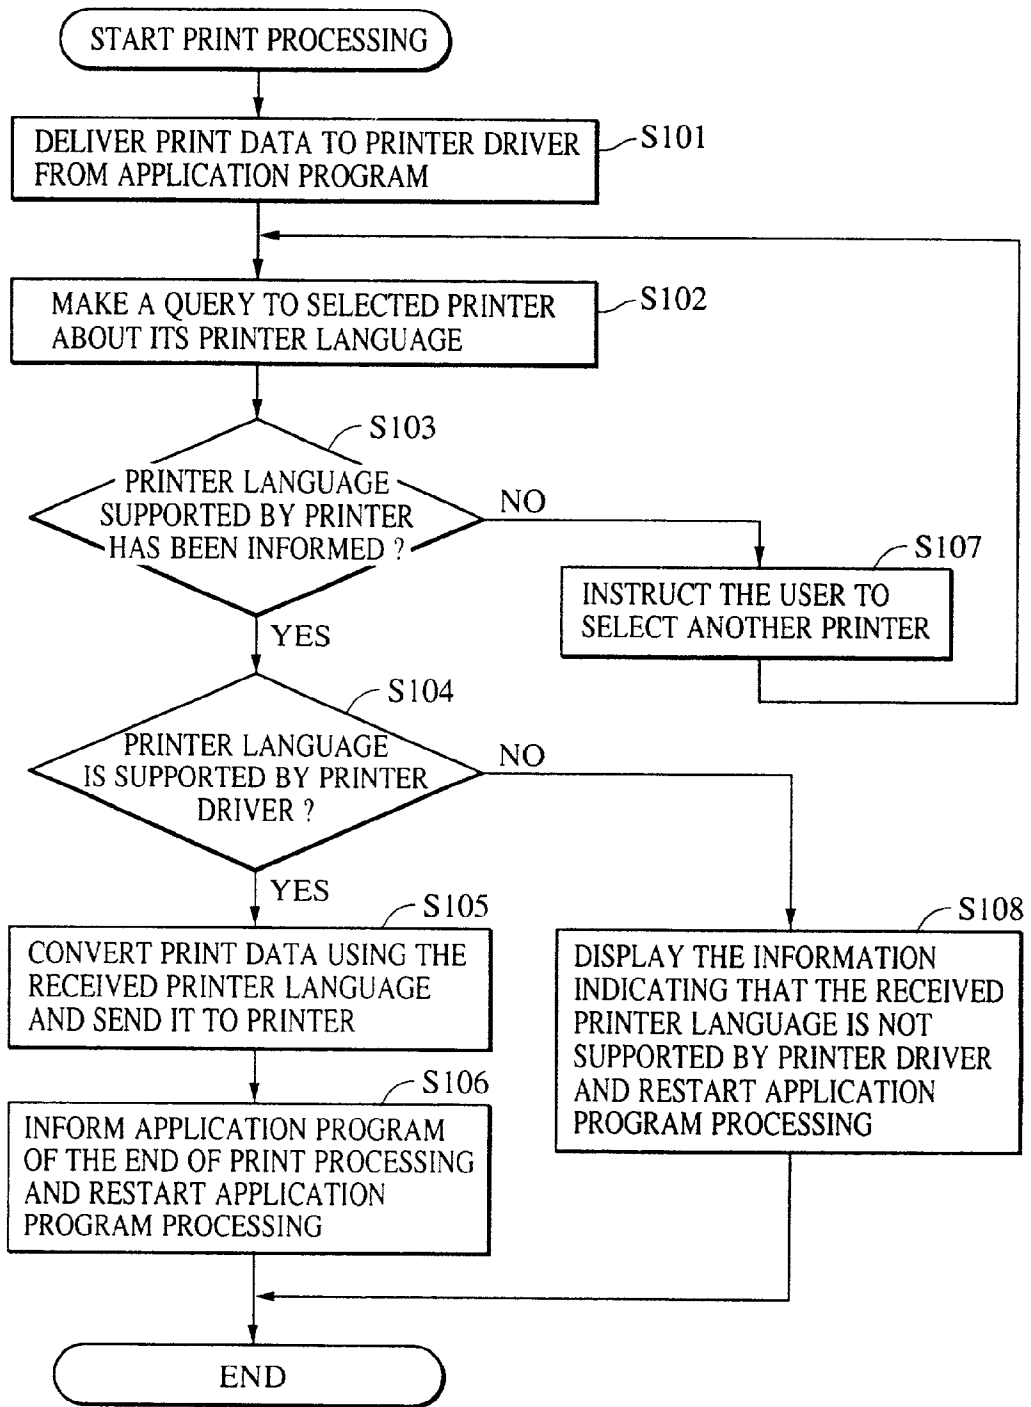 START PRINT PROCESSING
DELIVER PRINT DATA TO PRINTER DRIVER
FROM APPLICATION PROGRAM
S101
MAKE A QUERY TO SELECTED PRINTER
ABOUT ITS PRINTER LANGUAGE
S102
S103
PRINTER LANGUAGE
SUPPORTED BY PRINTER
HAS BEEN INFORMED ?
NO
YES
S107
INSTRUCT THE USER TO
SELECT ANOTHER PRINTER
S104
PRINTER LANGUAGE
IS SUPPORTED BY PRINTER
DRIVER ?
NO
YES
S105
CONVERT PRINT DATA USING THE
RECEIVED PRINTER LANGUAGE
AND SEND IT TO PRINTER
S108
DISPLAY THE INFORMATION
INDICATING THAT THE RECEIVED
PRINTER LANGUAGE IS NOT
SUPPORTED BY PRINTER DRIVER
AND RESTART APPLICATION
PROGRAM PROCESSING
S106
INFORM APPLICATION PROGRAM
OF THE END OF PRINT PROCESSING
AND RESTART APPLICATION
PROGRAM PROCESSING
END